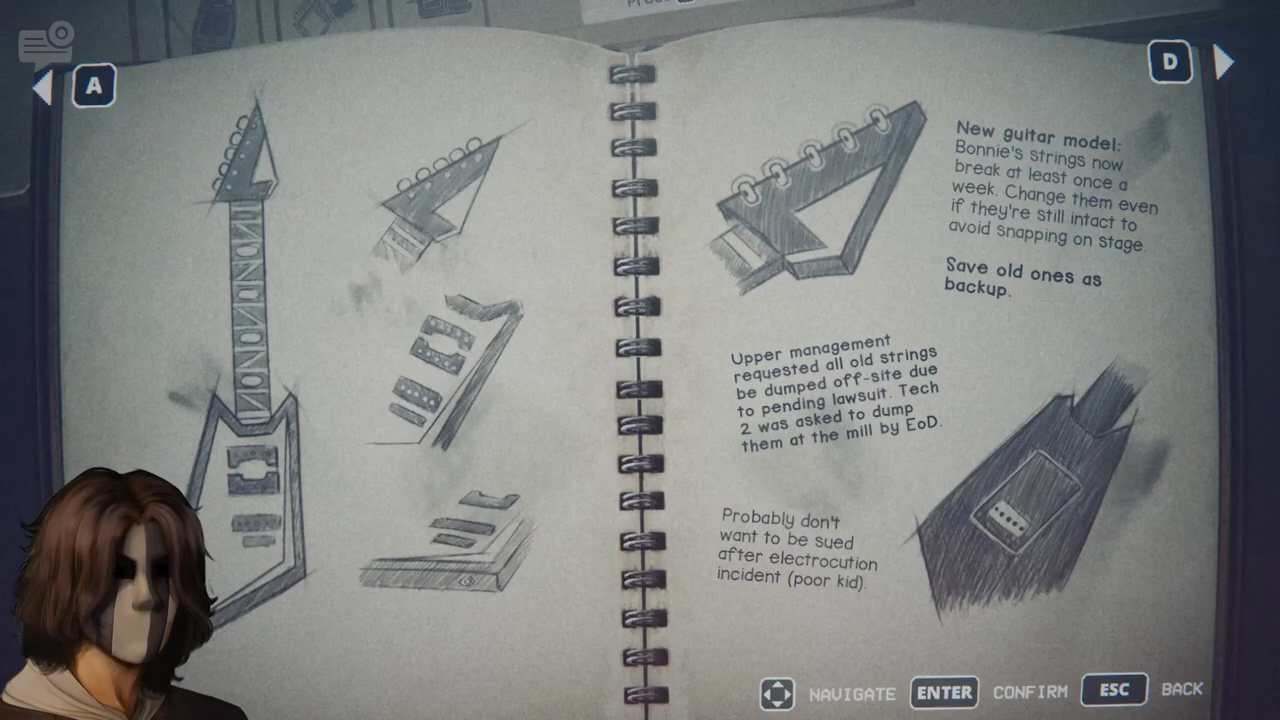 Press
A
D
New guitar model:
Bonnie's strings now
break at least once a
week. Change them even
if they're still intact to
avoid snapping on stage.
Save old ones as
backup.
Upper management
requested all old strings
be dumped off-site due
to pending lawsuit. Tech
2 was asked to dump
them at the mill by EoD.
Probably don't
want to be sued
after electrocution
incident (poor kid).
NAVIGATE ENTER CONFIRM ESC BACK